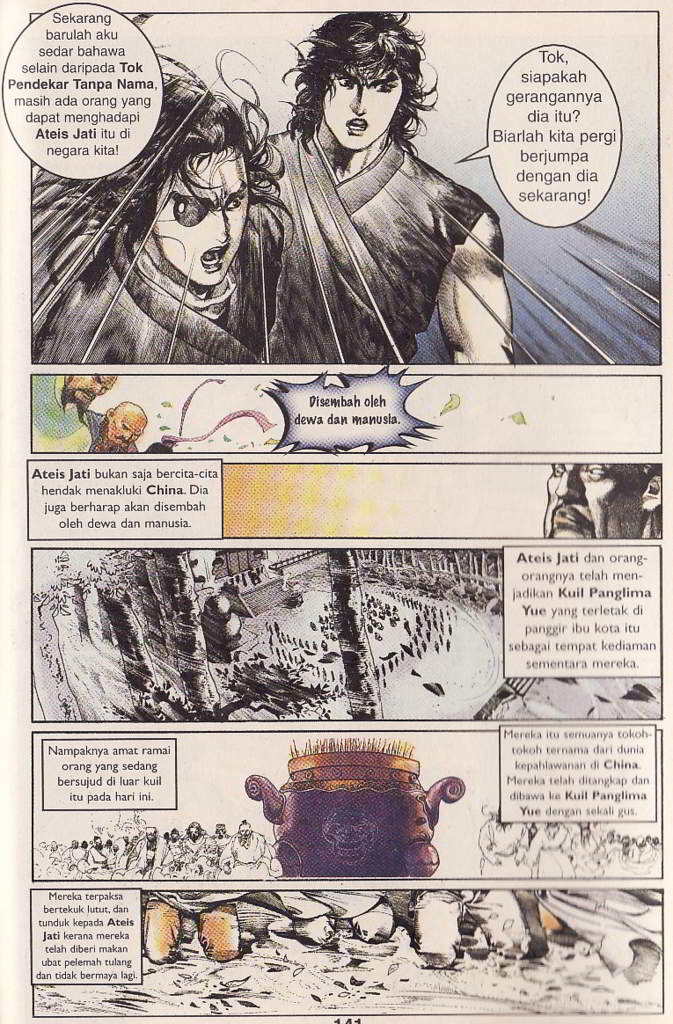 Sekarang
barulah aku
sedar bahawa
selain daripada Tok
Pendekar Tanpa Nama,
masih ada orang yang
dapat menghadapi
Ateis Jati itu di
negara kita!
Tok,
siapakah
gerangannya
dia itu?
Biarlah kita pergi
berjumpa
dengan dia
sekarang!
Disembah oleh
dewa dan manusia.
Ateis Jati bukan saja bercita-cita
hendak menakluki China. Dia
juga berharap akan disembah
oleh dewa dan manusia.
Ateis Jati dan orang-
orangnya telah men-
jadikan Kuil Panglima
Yue yang terletak di
panggir ibu kota itu
sebagai tempat kediaman
sementara mereka.
Nampaknya amat ramai
orang yang sedang
bersujud di luar kuil
itu pada hari ini.
Mereka itu semuanya tokoh-
tokoh ternama dari dunia
kepahlawanan di China.
Mereka telah ditangkap dan
dibawa ke Kuil Panglima
Yue dengan sekali gus.
Mereka terpaksa
bertekuk lutut, dan
tunduk kepada Ateis
Jati kerana mereka
telah diberi makan
ubat pelemah tulang
dan tidak bermaya lagi.
141